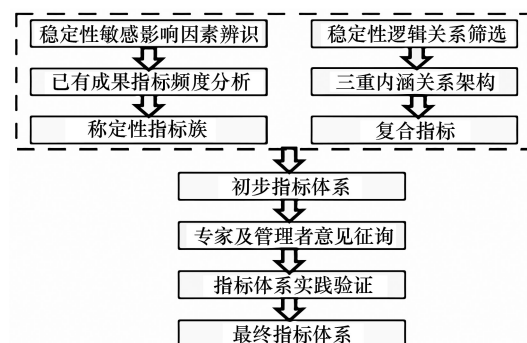 稳定性敏感影响因素辨识
稳定性逻辑关系筛选
已有成果指标频度分析
三重内涵关系架构
称定性指标族
复合指标
初步指标体系
专家及管理者意见征询
指标体系实践验证
最终指标体系